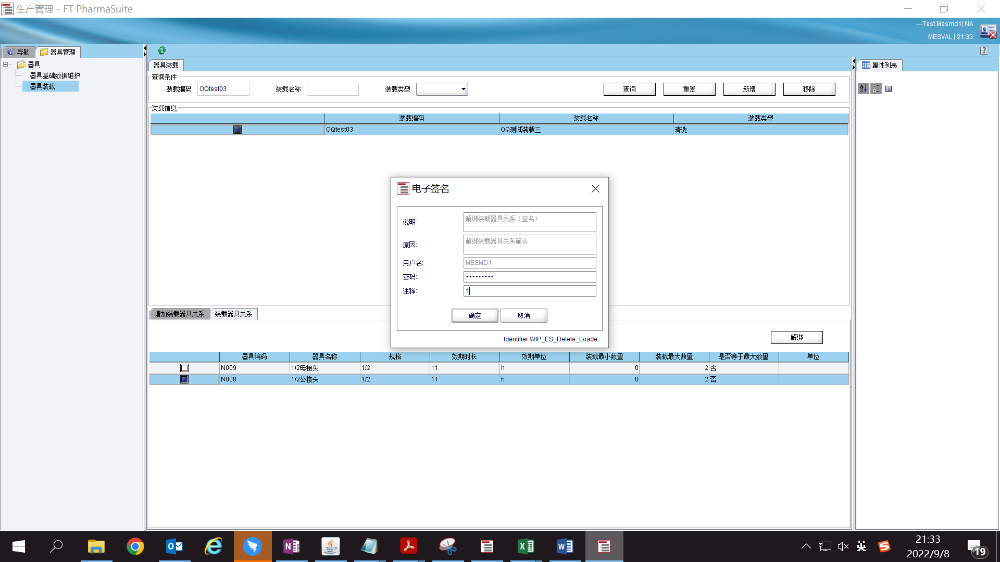 生产管理 - FT PharmaSuite
---Test.Mesmd1| NA
MESVAL | 21:33
导航 器具管理
器具
器具基础数据维护
器具装载
器具装载
查询条件
装载编码 OQtest03 装载名称 装载类型 查询 重置 新增 移除
装载信息
装载编码 装载名称 装载类型
OQtest03 OQ测试装载三 清洗
属性列表
电子签名
说明: 解绑装载器具关系（签名）
原因: 解绑装载器具关系确认
用户名: MESMD1
密码: •••••••••
注释: 1
确定 取消
Identifier:WIP_ES_Delete_Loade...
增加装载器具关系 装载器具关系
解绑
器具编码 器具名称 规格 效期时长 效期单位 装载最小数量 装载最大数量 是否等于最大数量 单位
N009 1/2母接头 1/2 11 h 0 2 否
N008 1/2公接头 1/2 11 h 0 2 否
英
21:33
2022/9/8
19